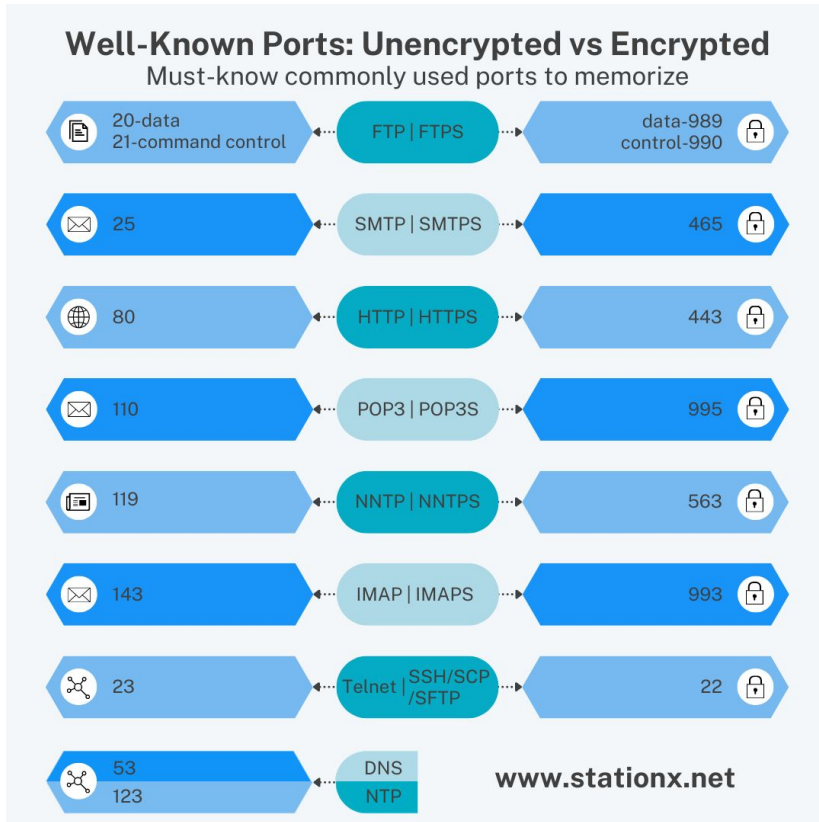 Well-Known Ports: Unencrypted vs Encrypted
Must-know commonly used ports to memorize
20-data
21-command control
FTP | FTPS
data-989
control-990
25
SMTP | SMTPS
465
80
HTTP | HTTPS
443
110
POP3 | POP3S
995
119
NNTP | NNTPS
563
143
IMAP | IMAPS
993
23
Telnet | SSH/SCP
/SFTP
22
53
DNS
123
NTP
www.stationx.net